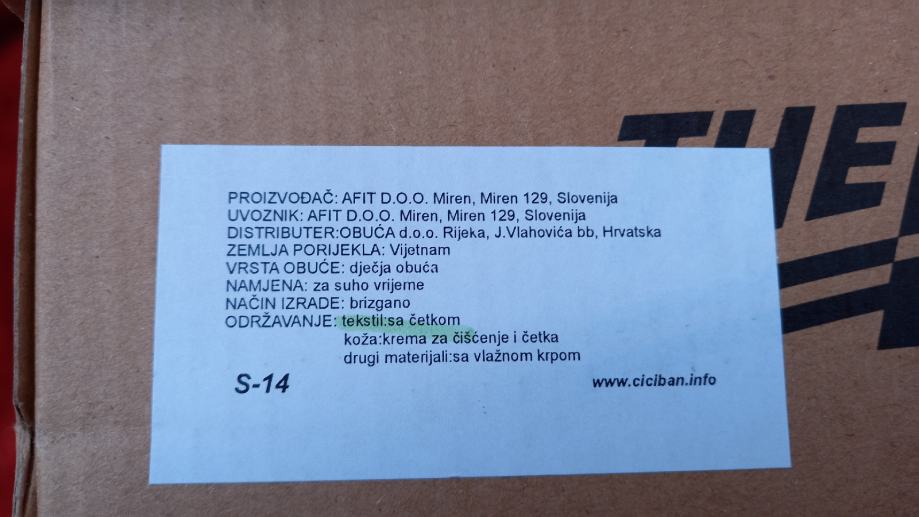 THE
PROIZVOĐAČ: AFIT D.O.O. Miren, Miren 129, Slovenija
UVOZNIK: AFIT D.O.O. Miren, Miren 129, Slovenija
DISTRIBUTER:OBUĆA d.o.o. Rijeka, J.Vlahovića bb, Hrvatska
ZEMLJA PORIJEKLA: Vijetnam
VRSTA OBUĆE: dječja obuća
NAMJENA: za suho vrijeme
NAČIN IZRADE: brizgano
ODRŽAVANJE: tekstil:sa četkom
koža:krema za čišćenje i četka
drugi materijali:sa vlažnom krpom
S-14
www.ciciban.info